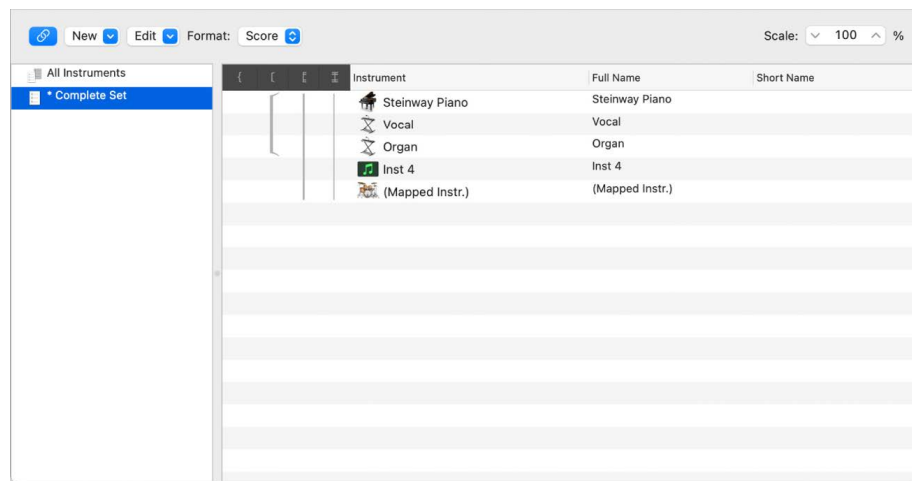 New Edit Format: Score Scale: 100 %
All Instruments
* Complete Set
Instrument Full Name Short Name
Steinway Piano Steinway Piano
Vocal Vocal
Organ Organ
Inst 4 Inst 4
(Mapped Instr.) (Mapped Instr.)